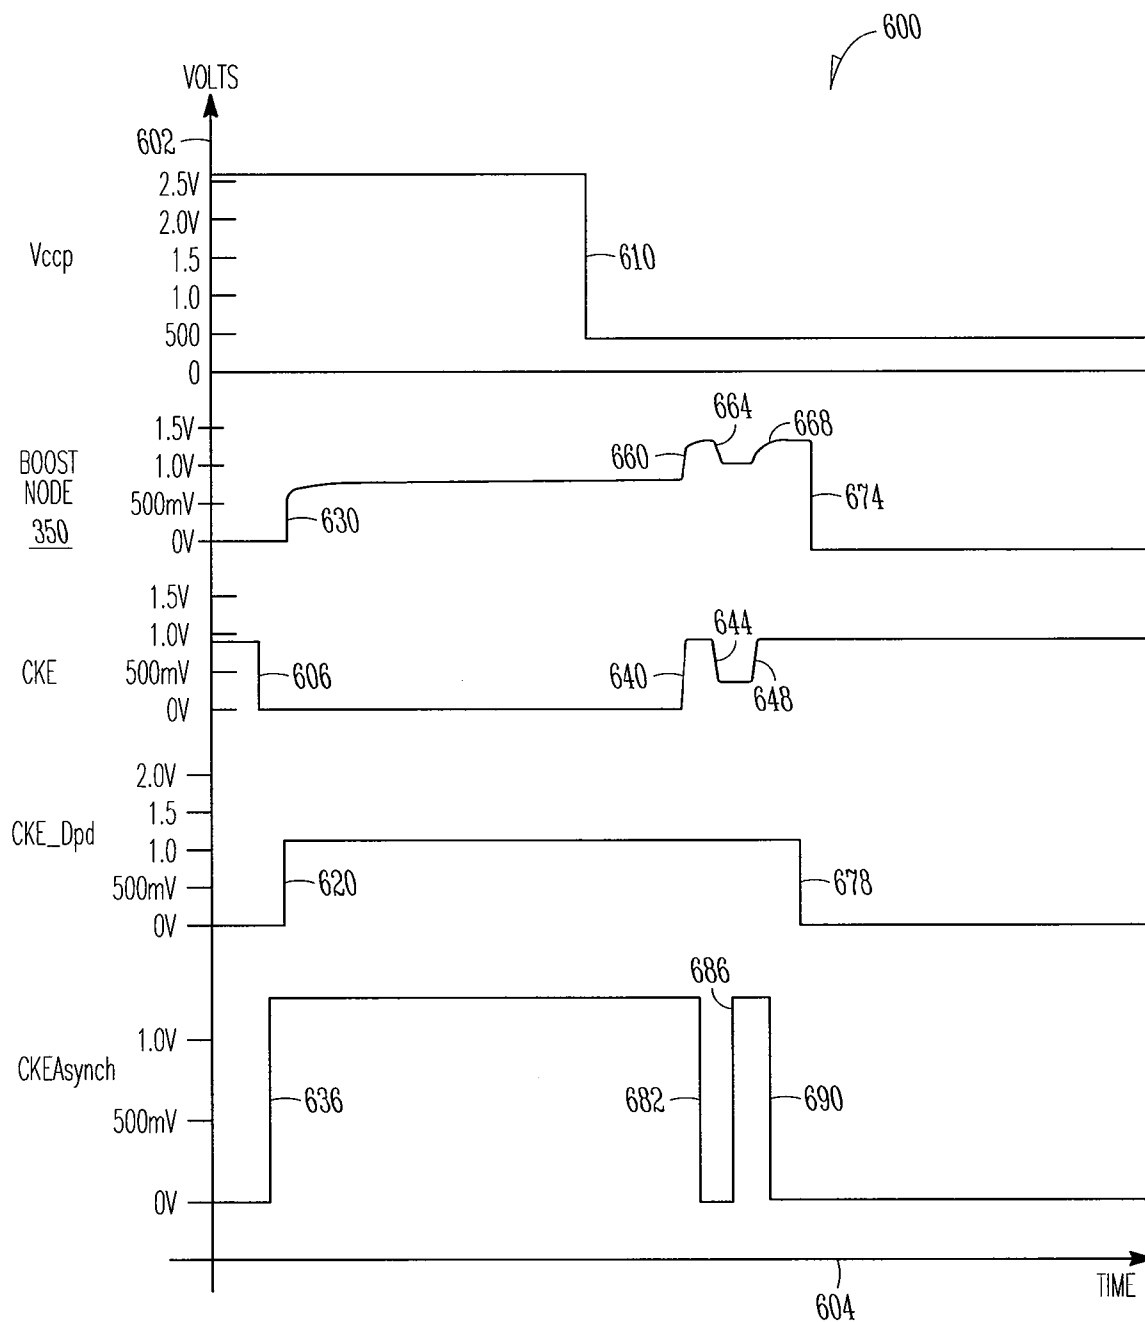 600
VOLTS
602
2.5V
2.0V
Vccp
1.5
610
1.0
500
0
1.5V
664
668
BOOST
NODE
350
1.0V
660
500mV
630
674
0V
1.5V
1.0V
644
CKE
500mV
606
640
648
0V
2.0V
1.5
CKE_Dpd
1.0
500mV
620
678
0V
686
1.0V
CKEAsynch
636
682
690
500mV
0V
TIME
604